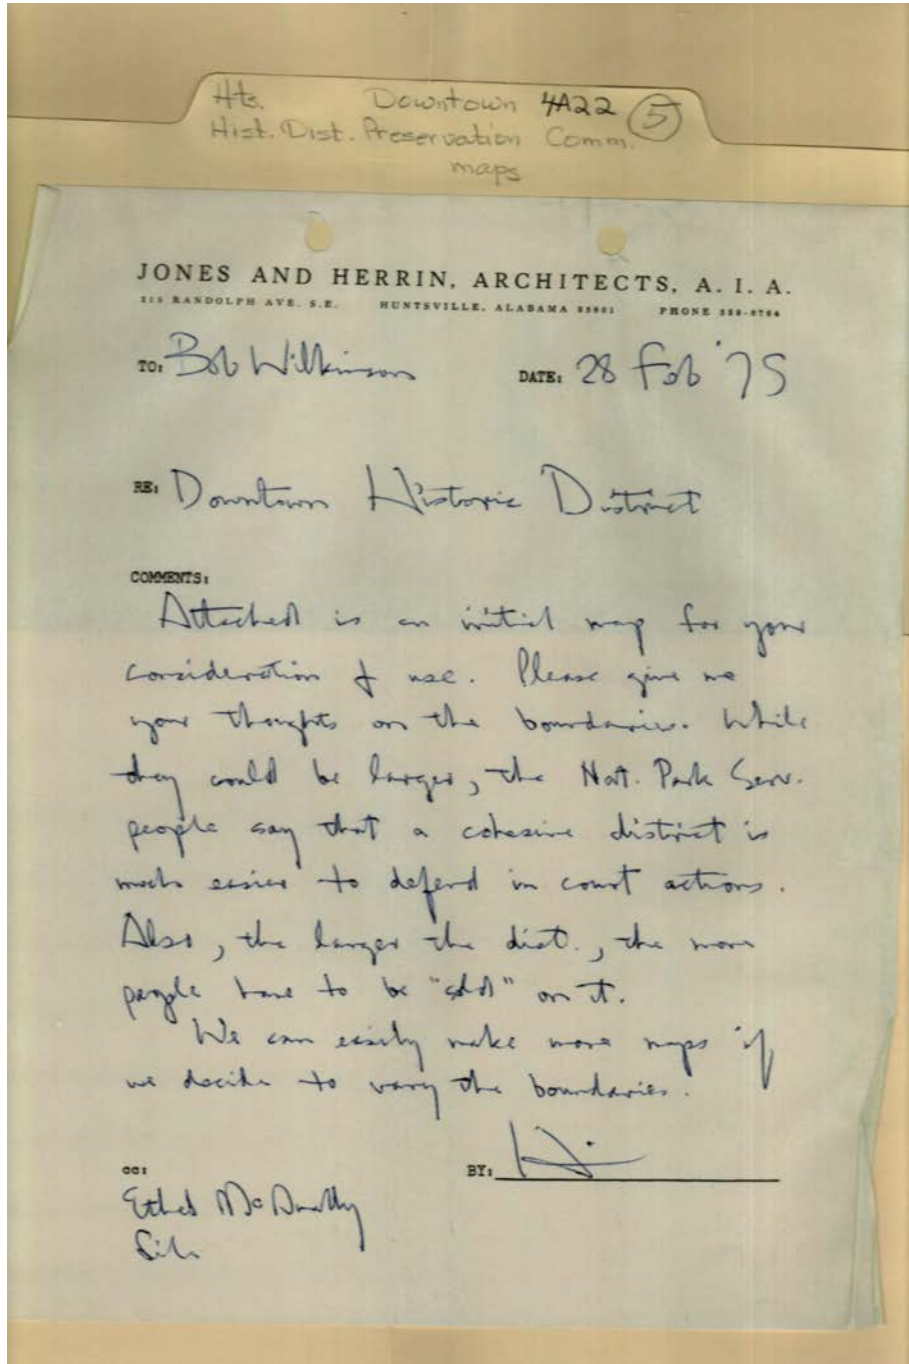 Hts. Downtown 4A22 5
Hist. Dist. Preservation Comm.
maps
JONES AND HERRIN, ARCHITECTS, A. I. A.
RANDOLPH AVE. S.E. HUNTSVILLE, ALABAMA PHONE
TO: Bob Wilkinson DATE: 28 Feb '75
RE: Downtown Historic District
COMMENTS:
Attached is an initial map for your
consideration & use. Please give me
your thoughts on the boundaries. While
they could be larger, the Nat. Park Serv.
people say that a cohesive district is
much easier to defend in court actions.
Also, the larger the dist., the more
people have to be "sold" on it.
We can easily make more maps if
we decide to vary the boundaries.
CC: BY:
Ethel
File